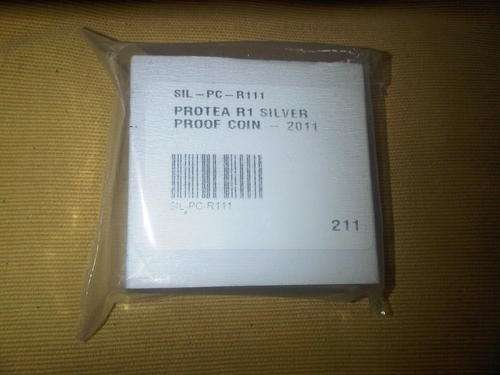 SIL-PC-R111
PROTEA R1 SILVER
PROOF COIN - 2011
SIL-PC-R111
211